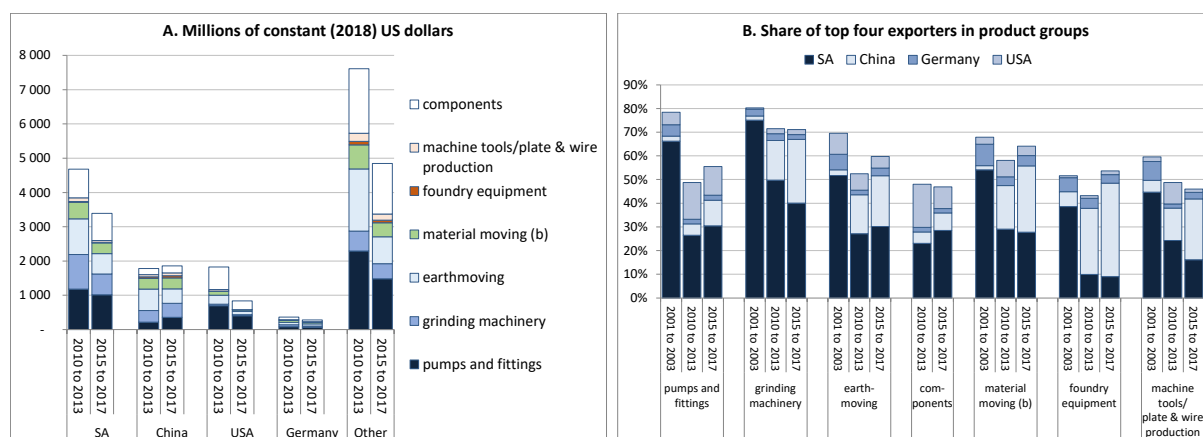 A. Millions of constant (2018) US dollars
8 000
7 000
6 000
5 000
4 000
3 000
2 000
1 000
-
2010 to 2013
2015 to 2017
2010 to 2013
2015 to 2017
2010 to 2013
2015 to 2017
2010 to 2013
2015 to 2017
2010 to 2013
2015 to 2017
SA
China
USA
Germany
Other
components
machine tools/plate & wire
production
foundry equipment
material moving (b)
earthmoving
grinding machinery
pumps and fittings
B. Share of top four exporters in product groups
SA
China
Germany
USA
90%
80%
70%
60%
50%
40%
30%
20%
10%
0%
2001 to 2003
2010 to 2013
2015 to 2017
2001 to 2003
2010 to 2013
2015 to 2017
2001 to 2003
2010 to 2013
2015 to 2017
2010 to 2013
2015 to 2017
2001 to 2003
2010 to 2013
2015 to 2017
2001 to 2003
2010 to 2013
2015 to 2017
2001 to 2003
2010 to 2013
2015 to 2017
pumps and
fittings
grinding
machinery
earth-
moving
com-
ponents
material
moving (b)
foundry
equipment
machine
tools/
plate & wire
production